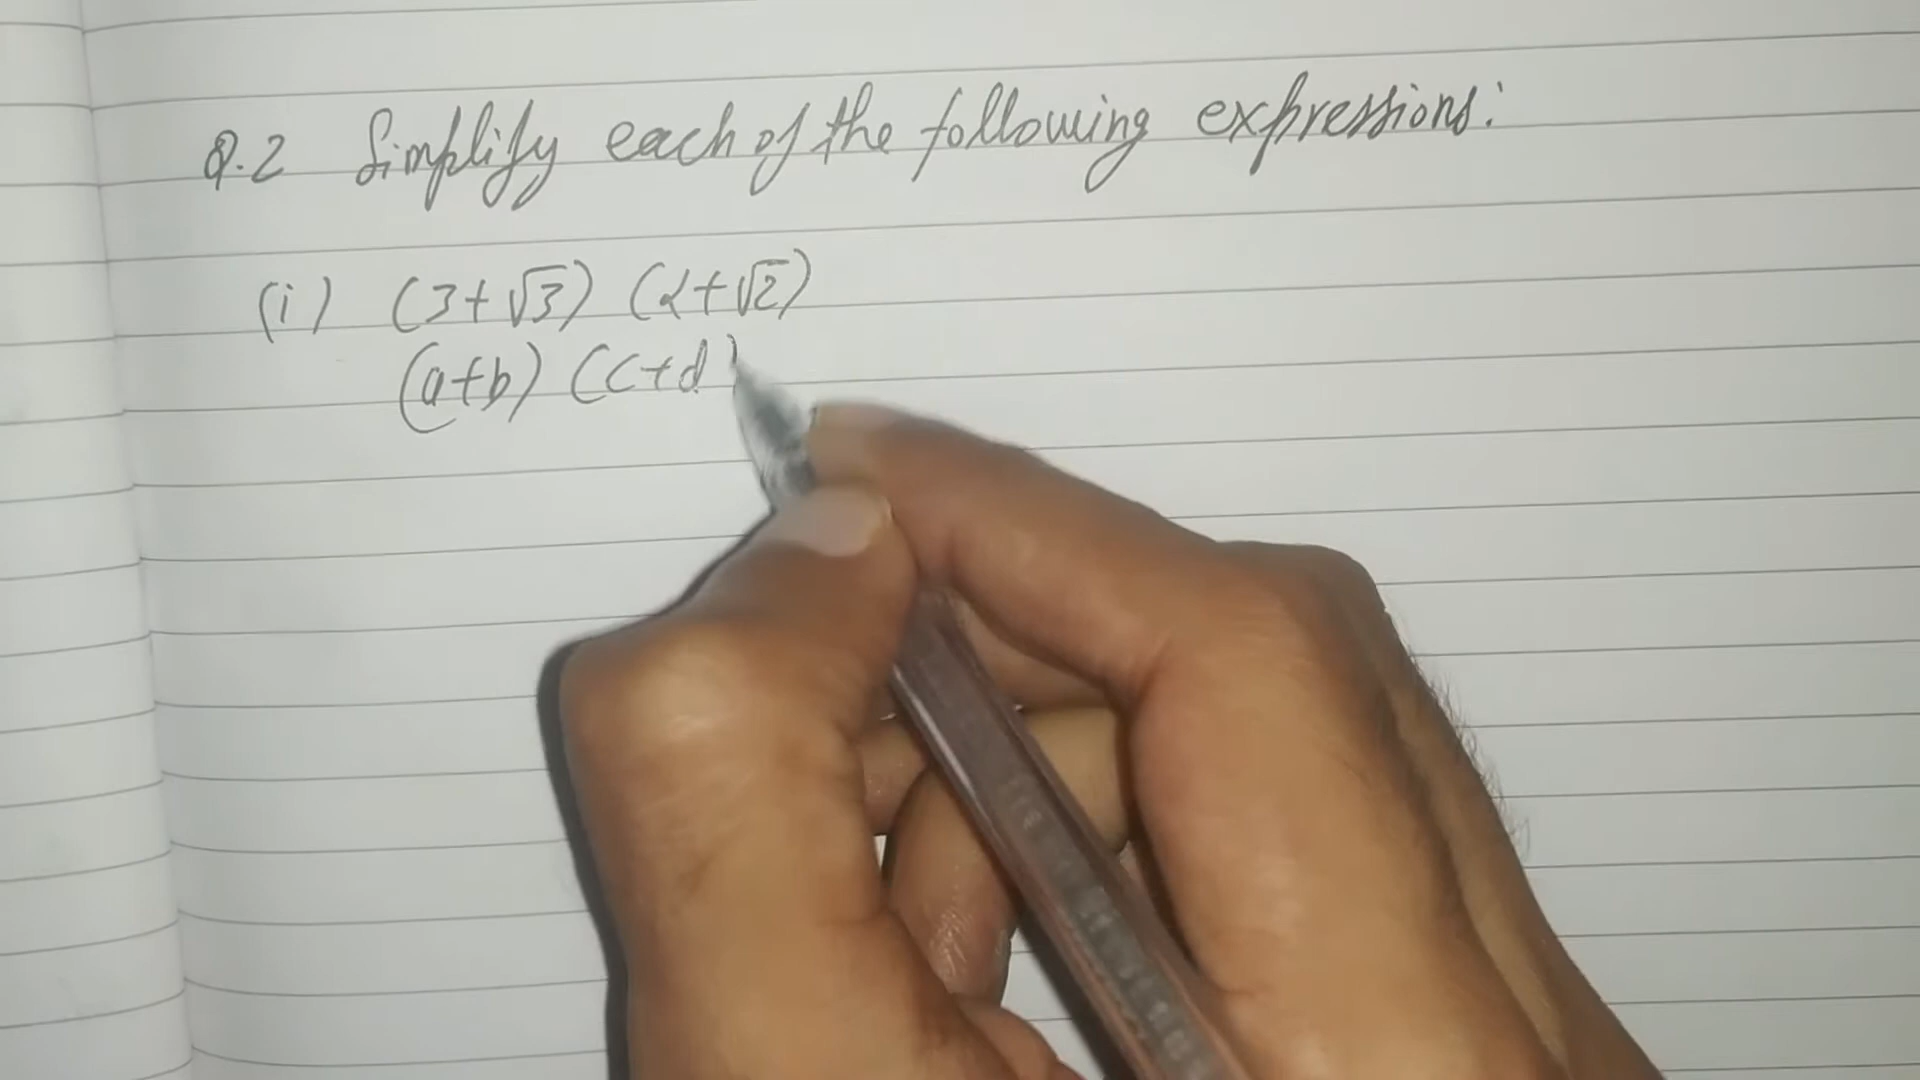 Q.2 Simplify each of the following expressions:
(i) (3+√3) (2+√2)
(a+b) (c+d)